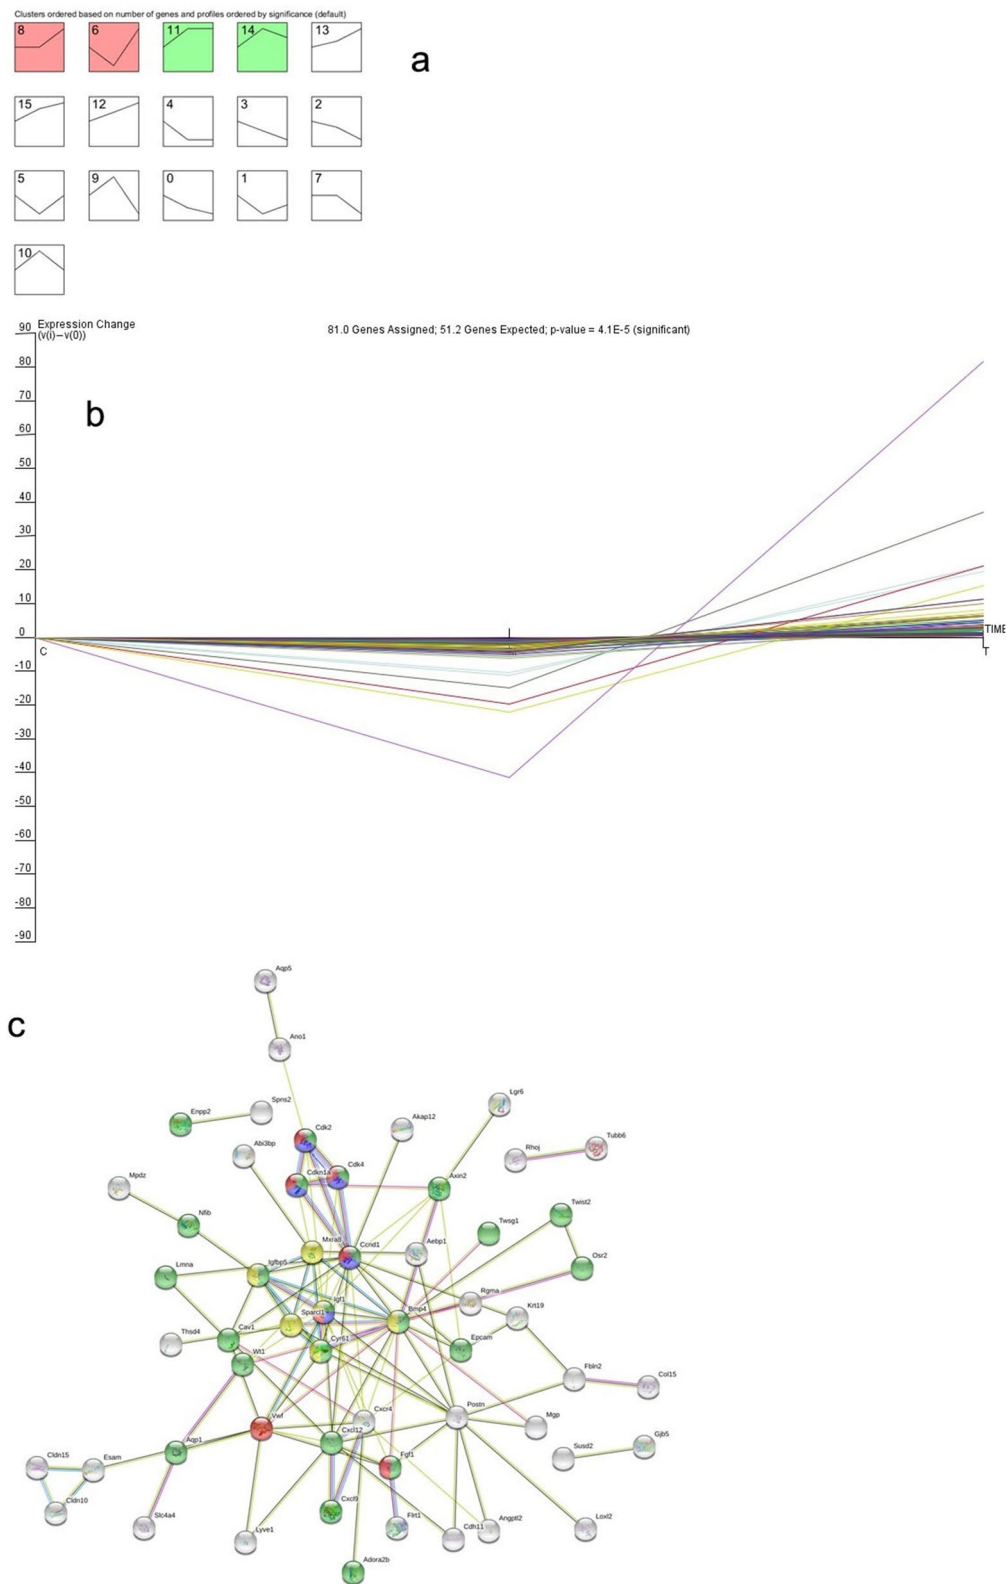 Clusters ordered based on number of genes and profiles ordered by significance (default)
8 6 11 14 13
a
15 12 4 3 2
5 9 0 1 7
10
Expression Change
(v(i)−v(0))
81.0 Genes Assigned; 51.2 Genes Expected; p-value = 4.1E-5 (significant)
b
90
80
70
60
50
40
30
20
10
0
-10
-20
-30
-40
-50
-60
-70
-80
-90
C
TIME
T
c
Aqp5
Ano1
Lgr6
Spns2
Enpp2
Akap12
Cdk2
Tubb6
Rhoj
Abi3bp
Cdk4
Cdkn1a
Mpdz
Axin2
Twist2
Nfib
Twsg1
Mxra8
Ccnd1
Aebp1
Osr2
Igfbp5
Lmna
Rgma
Igf1
Krt19
Sparcl1
Bmp4
Thsd4
Cav1
Cyr61
Epcam
Wt1
Fbln2
Col15
Postn
Cxcr4
Vwf
Mgp
Cxcl12
Gjb5
Aqp1
Susd2
Cldn15
Esam
Fgf1
Cldn10
Cxcl9
Slc4a4
Flrt1
Angptl2
Loxl2
Lyve1
Cdh11
Adora2b